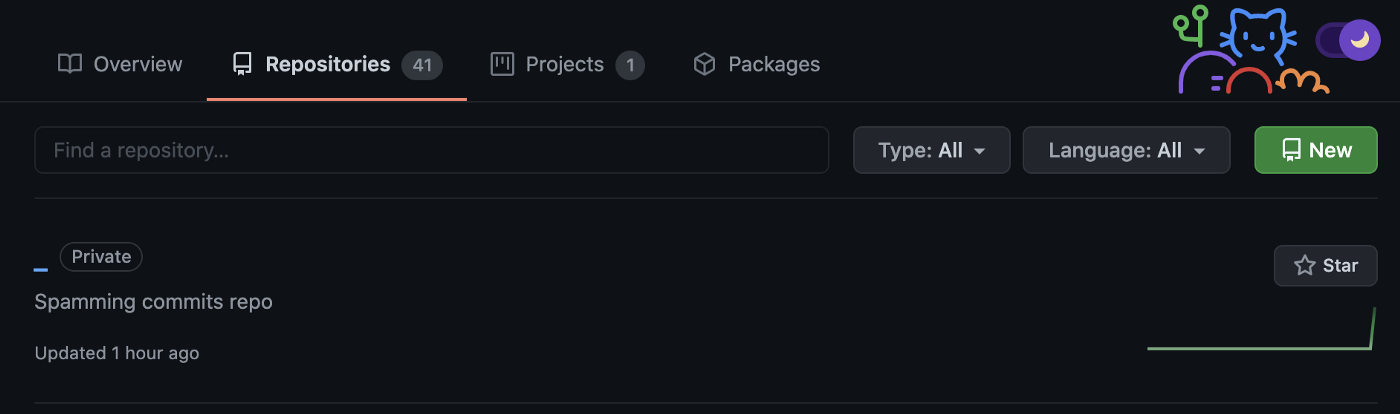 Overview Repositories 41 Projects 1 Packages
Find a repository... Type: All Language: All New
_ Private Star
Spamming commits repo
Updated 1 hour ago